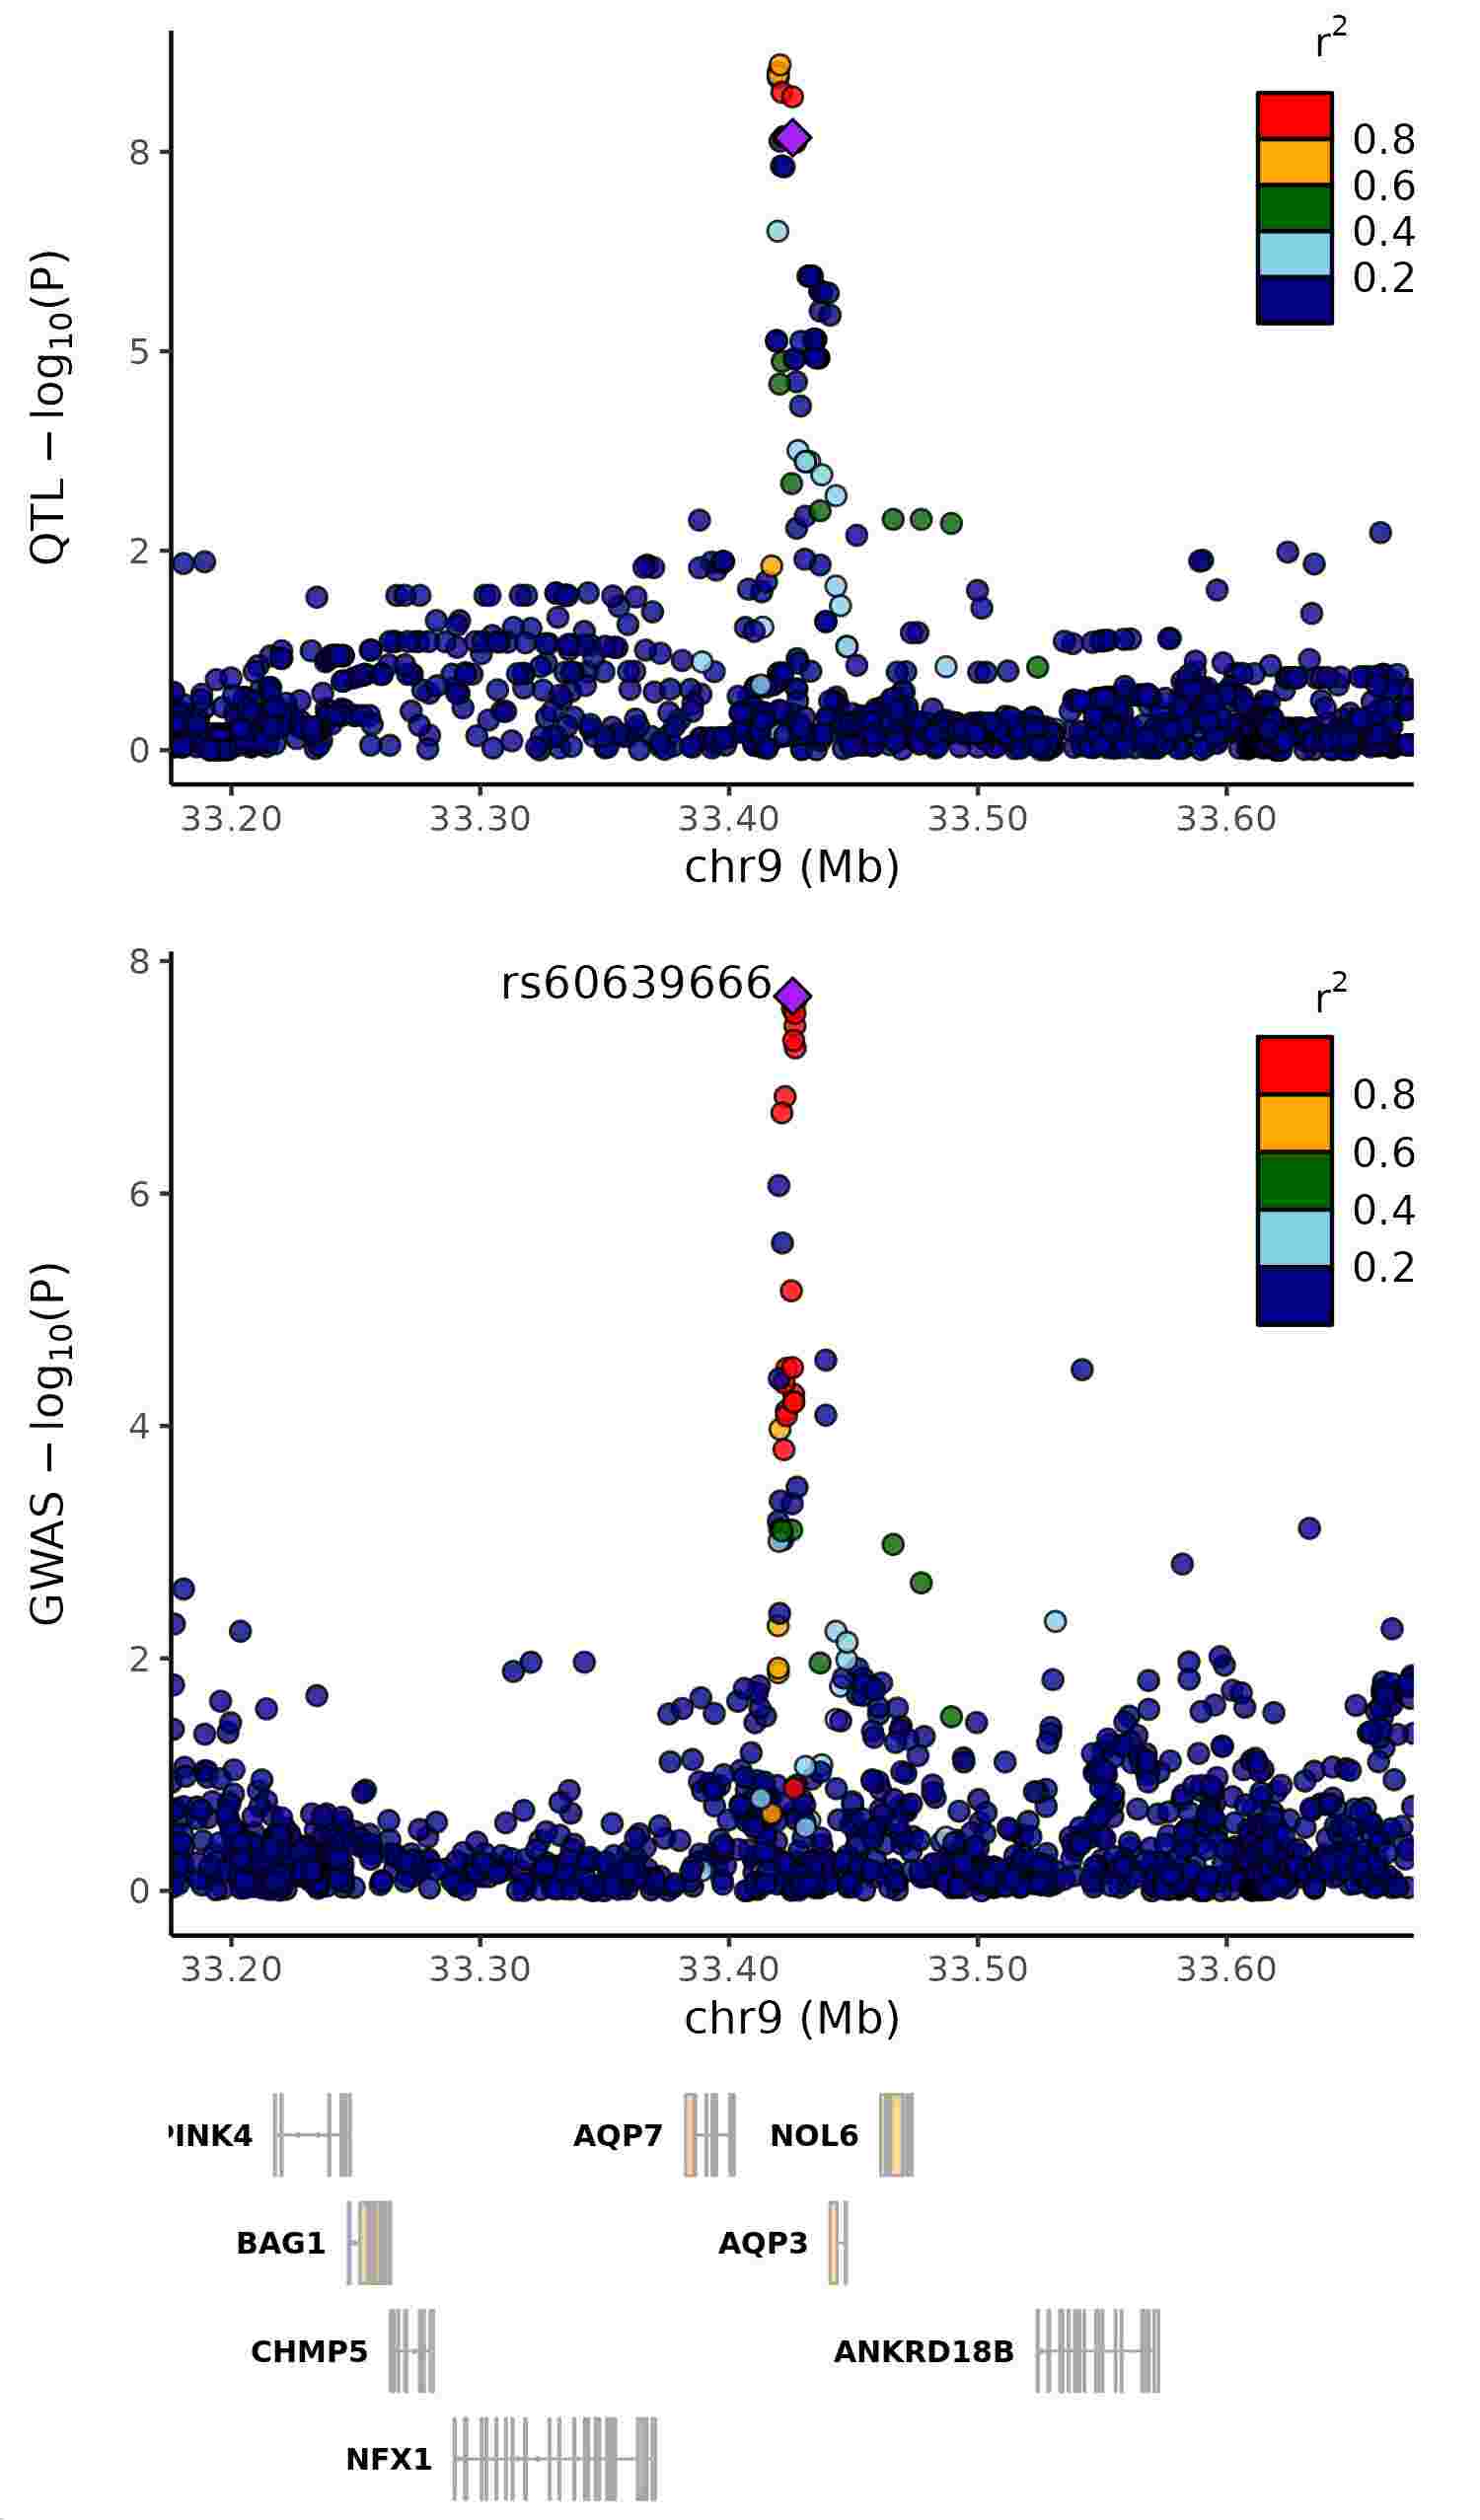 r²
0.8
0.6
0.4
0.2
QTL −log₁₀(P)
8
5
2
0
33.20 33.30 33.40 33.50 33.60
chr9 (Mb)
rs60639666
r²
0.8
0.6
0.4
0.2
GWAS −log₁₀(P)
8
6
4
2
0
33.20 33.30 33.40 33.50 33.60
chr9 (Mb)
PINK4 AQP7 NOL6
BAG1 AQP3
CHMP5 ANKRD18B
NFX1